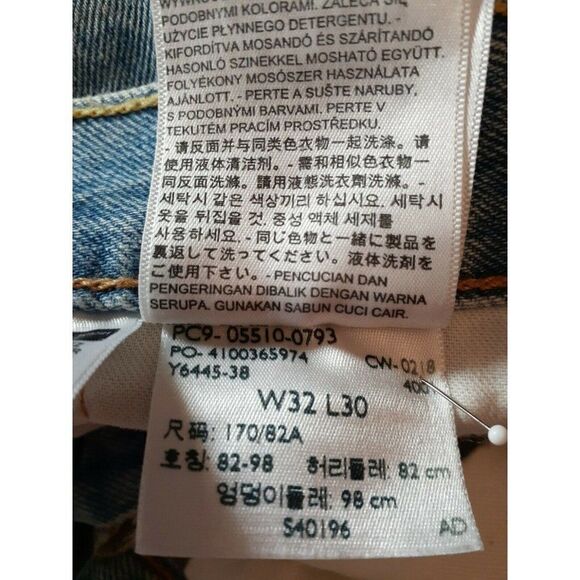 PODOBNYMI KOLORAMI. ZALECA SIĘ
UŻYCIE PŁYNNEGO DETERGENTU. -
KIFORDÍTVA MOSANDÓ ÉS SZÁRÍTANDÓ
HASONLÓ SZINEKKEL MOSHATÓ EGYÜTT.
FOLYÉKONY MOSÓSZER HASZNÁLATA
AJÁNLOTT. - PERTE A SUŠTE NARUBY,
S PODOBNÝMI BARVAMI. PERTE V
TEKUTÉM PRACÍM PROSTŘEDKU.
- 请反面并与同类色衣物一起洗涤。请
使用液体清洁剂。- 需和相似色衣物一
同反面洗滌。請用液態洗衣劑洗滌。-
세탁시 같은 색상끼리 하십시요. 세탁시
옷을 뒤집을 것. 중성 액체 세제를
사용하세요. - 同じ色物と一緒に製品を
裏返して洗ってください。液体洗剤を
ご使用下さい。- PENCUCIAN DAN
PENGERINGAN DIBALIK DENGAN WARNA
SERUPA. GUNAKAN SABUN CUCI CAIR.
PC9- 05510-0793
PO- 4100365974 CN- 0218
Y6445-38 400
W32 L30
尺码: 170/82A
호칭: 82-98 허리둘레: 82 cm
엉덩이둘레: 98 cm
S40196 AD